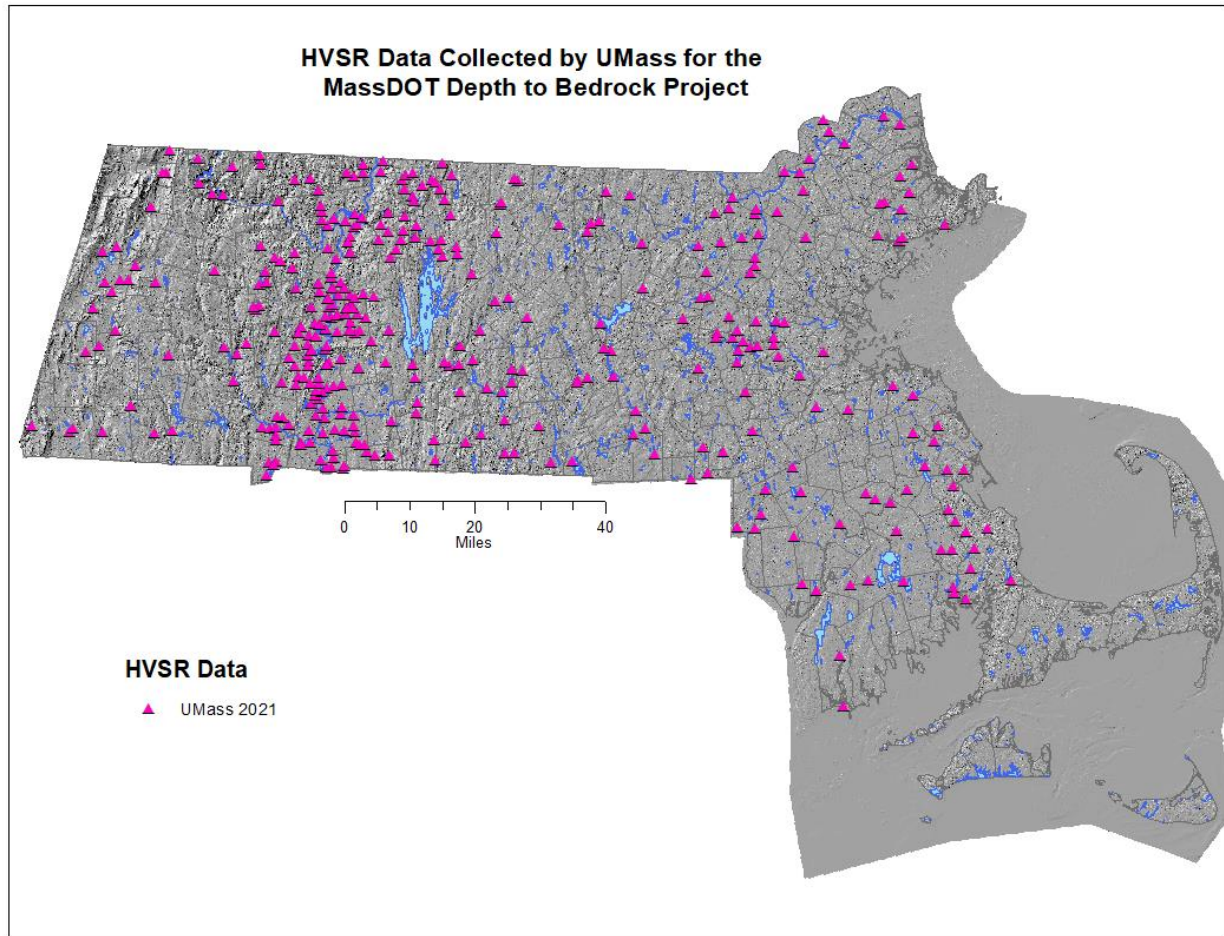 HVSR Data Collected by UMass for the
MassDOT Depth to Bedrock Project
0 10 20 40
Miles
HVSR Data
UMass 2021